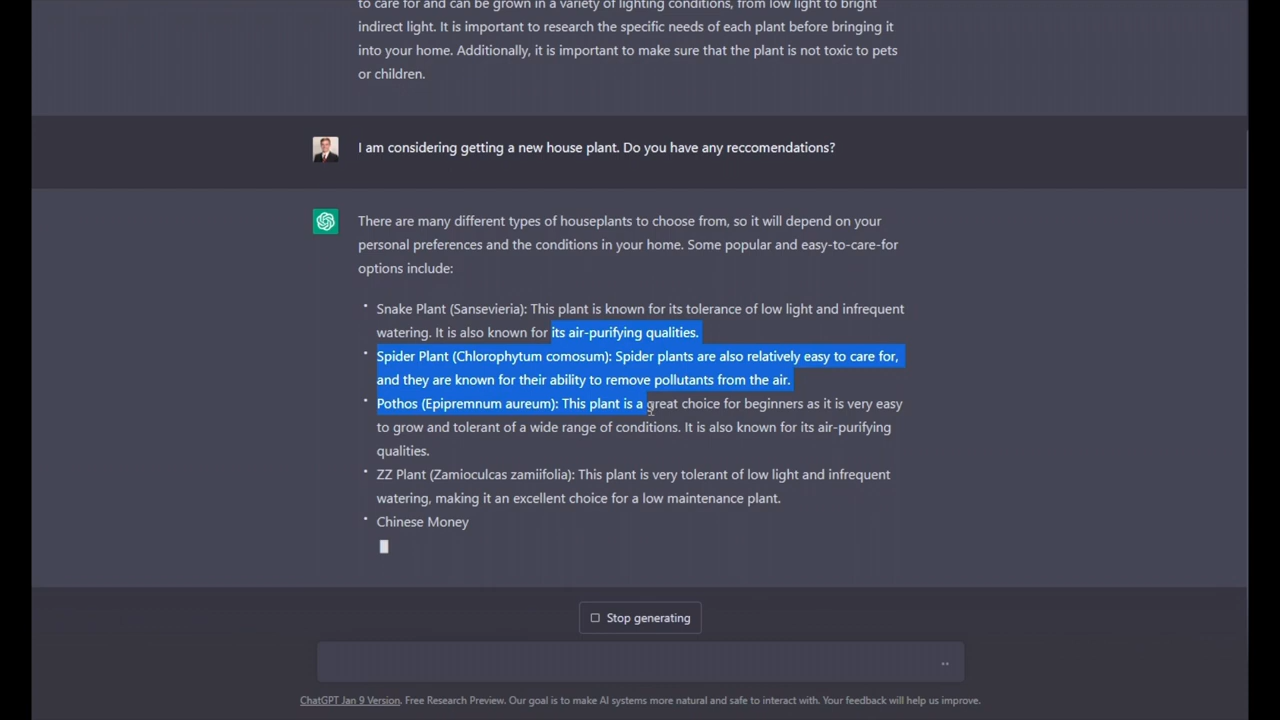 to care for and can be grown in a variety of lighting conditions, from low light to bright
indirect light. It is important to research the specific needs of each plant before bringing it
into your home. Additionally, it is important to make sure that the plant is not toxic to pets
or children.
I am considering getting a new house plant. Do you have any reccomendations?
There are many different types of houseplants to choose from, so it will depend on your
personal preferences and the conditions in your home. Some popular and easy-to-care-for
options include:
• Snake Plant (Sansevieria): This plant is known for its tolerance of low light and infrequent
watering. It is also known for its air-purifying qualities.
• Spider Plant (Chlorophytum comosum): Spider plants are also relatively easy to care for,
and they are known for their ability to remove pollutants from the air.
• Pothos (Epipremnum aureum): This plant is a great choice for beginners as it is very easy
to grow and tolerant of a wide range of conditions. It is also known for its air-purifying
qualities.
• ZZ Plant (Zamioculcas zamiifolia): This plant is very tolerant of low light and infrequent
watering, making it an excellent choice for a low maintenance plant.
• Chinese Money
Stop generating
ChatGPT Jan 9 Version. Free Research Preview. Our goal is to make AI systems more natural and safe to interact with. Your feedback will help us improve.